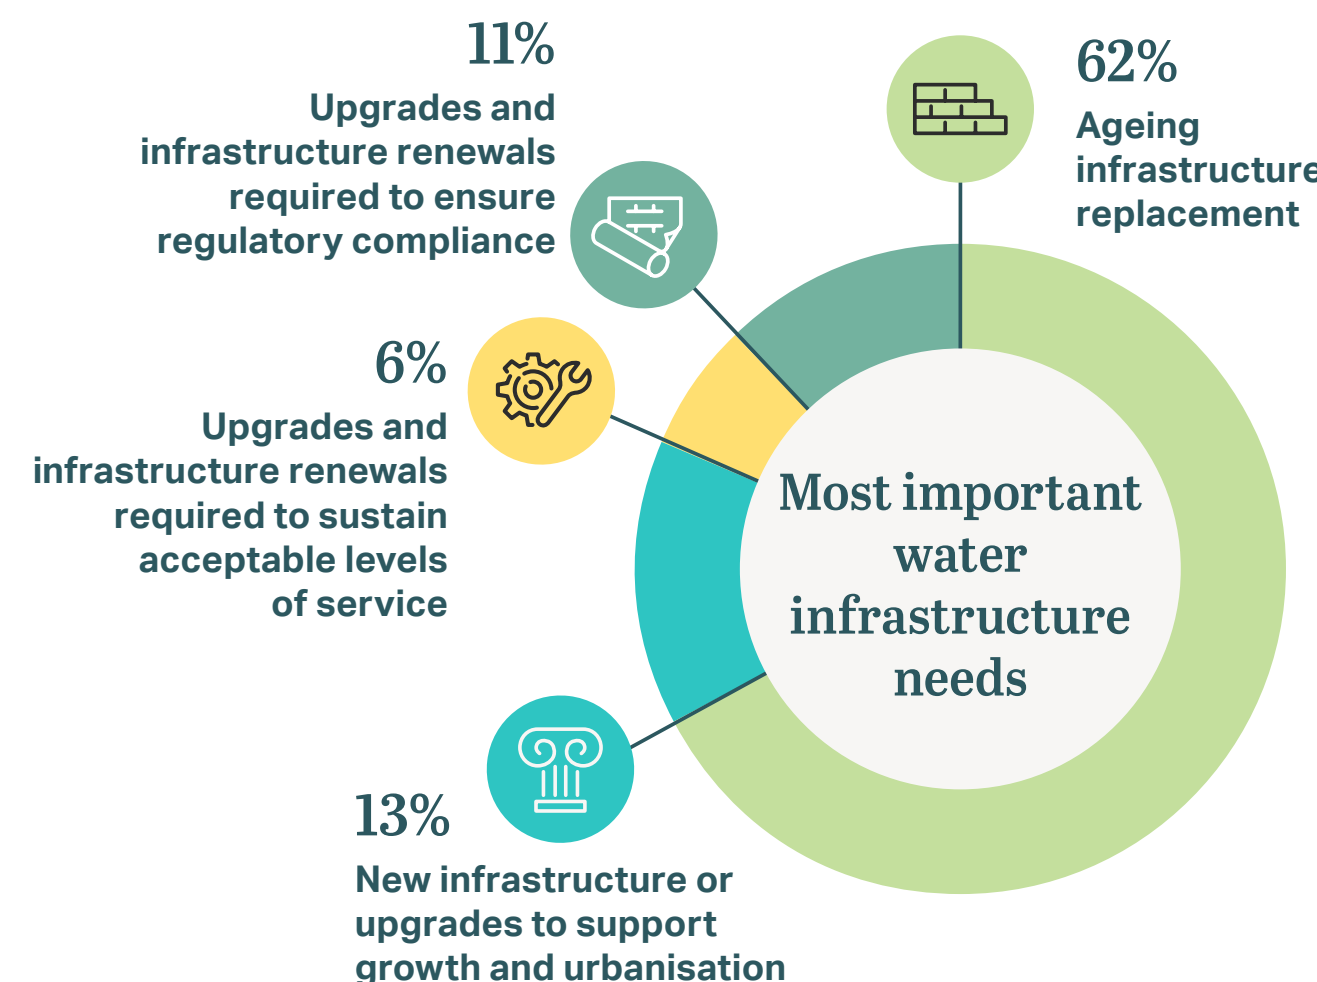 11%
Upgrades and
infrastructure renewals
required to ensure
regulatory compliance
62%
Ageing
infrastructure
replacement
6%
Upgrades and
infrastructure renewals
required to sustain
acceptable levels
of service
Most important
water
infrastructure
needs
13%
New infrastructure or
upgrades to support
growth and urbanisation